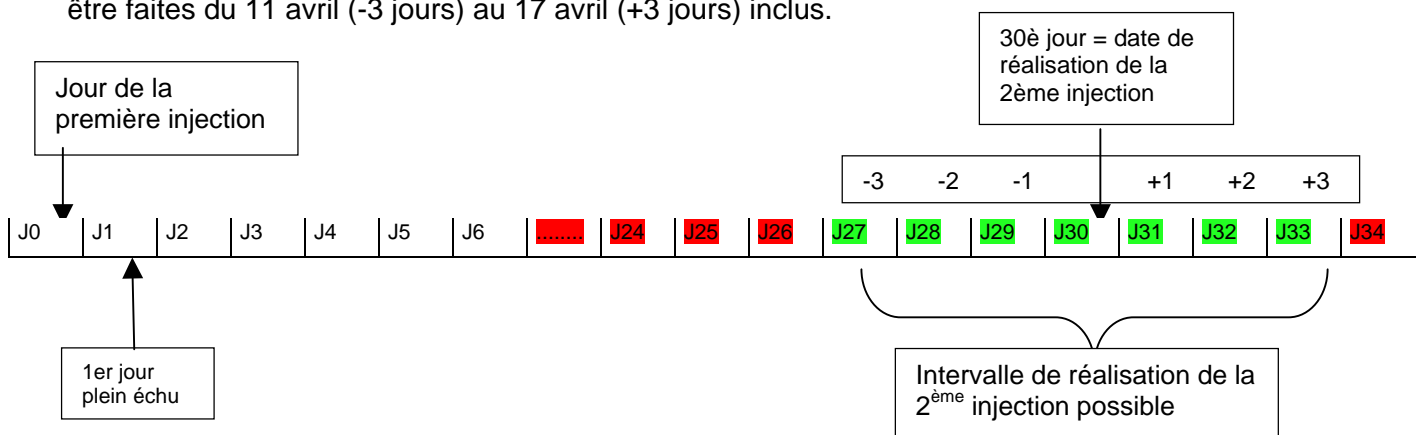 être faites du 11 avril (-3 jours) au 17 avril (+3 jours) inclus.
30è jour = date de
réalisation de la
2ème injection
Jour de la
première injection
-3 -2 -1 +1 +2 +3
J0 J1 J2 J3 J4 J5 J6 ........ J24 J25 J26 J27 J28 J29 J30 J31 J32 J33 J34
1er jour
plein échu
Intervalle de réalisation de la
2ème injection possible